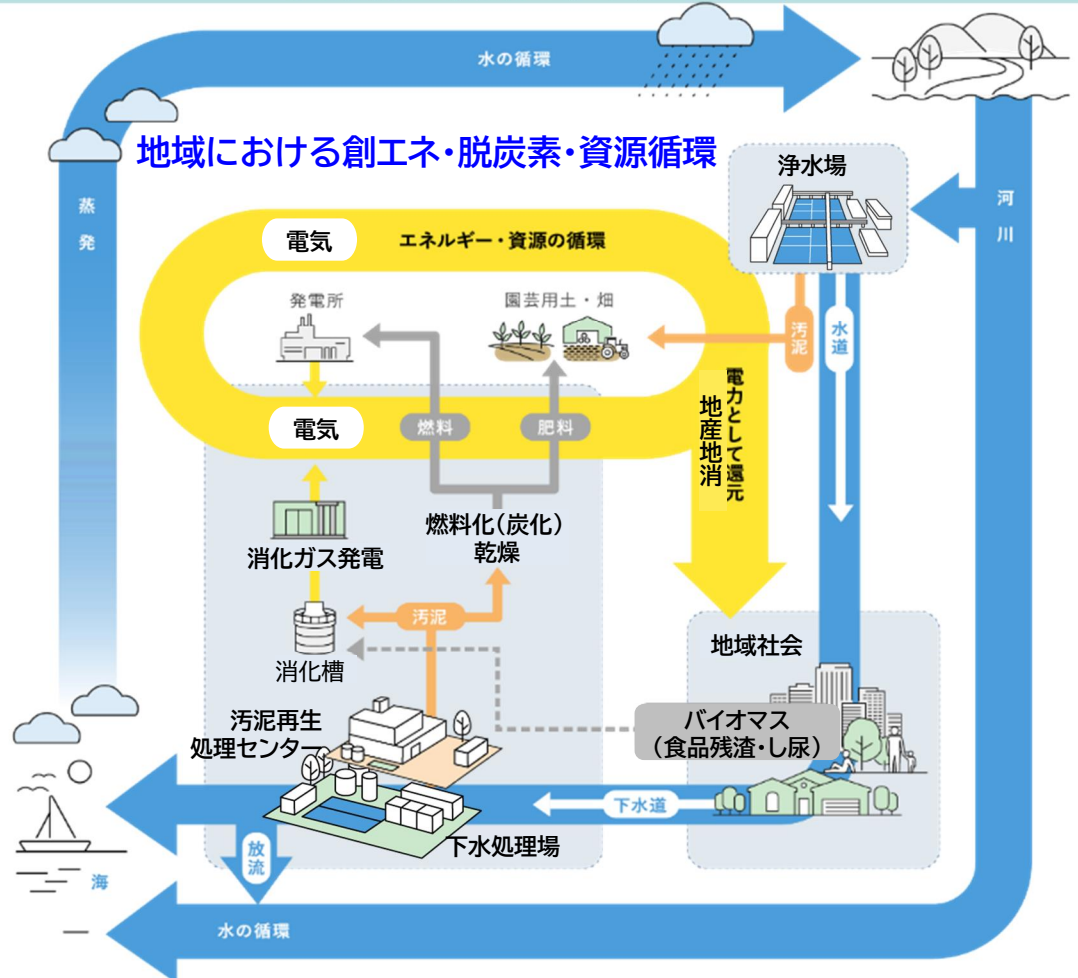 水の循環
地域における創エネ・脱炭素・資源循環
浄水場
蒸発
河川
電気
エネルギー・資源の循環
発電所
園芸用土・畑
汚泥
水道
電力として還元
地産地消
電気
燃料
肥料
燃料化(炭化)
乾燥
消化ガス発電
汚泥
消化槽
地域社会
汚泥再生
処理センター
バイオマス
(食品残渣・し尿)
下水道
下水処理場
放流
海
水の循環